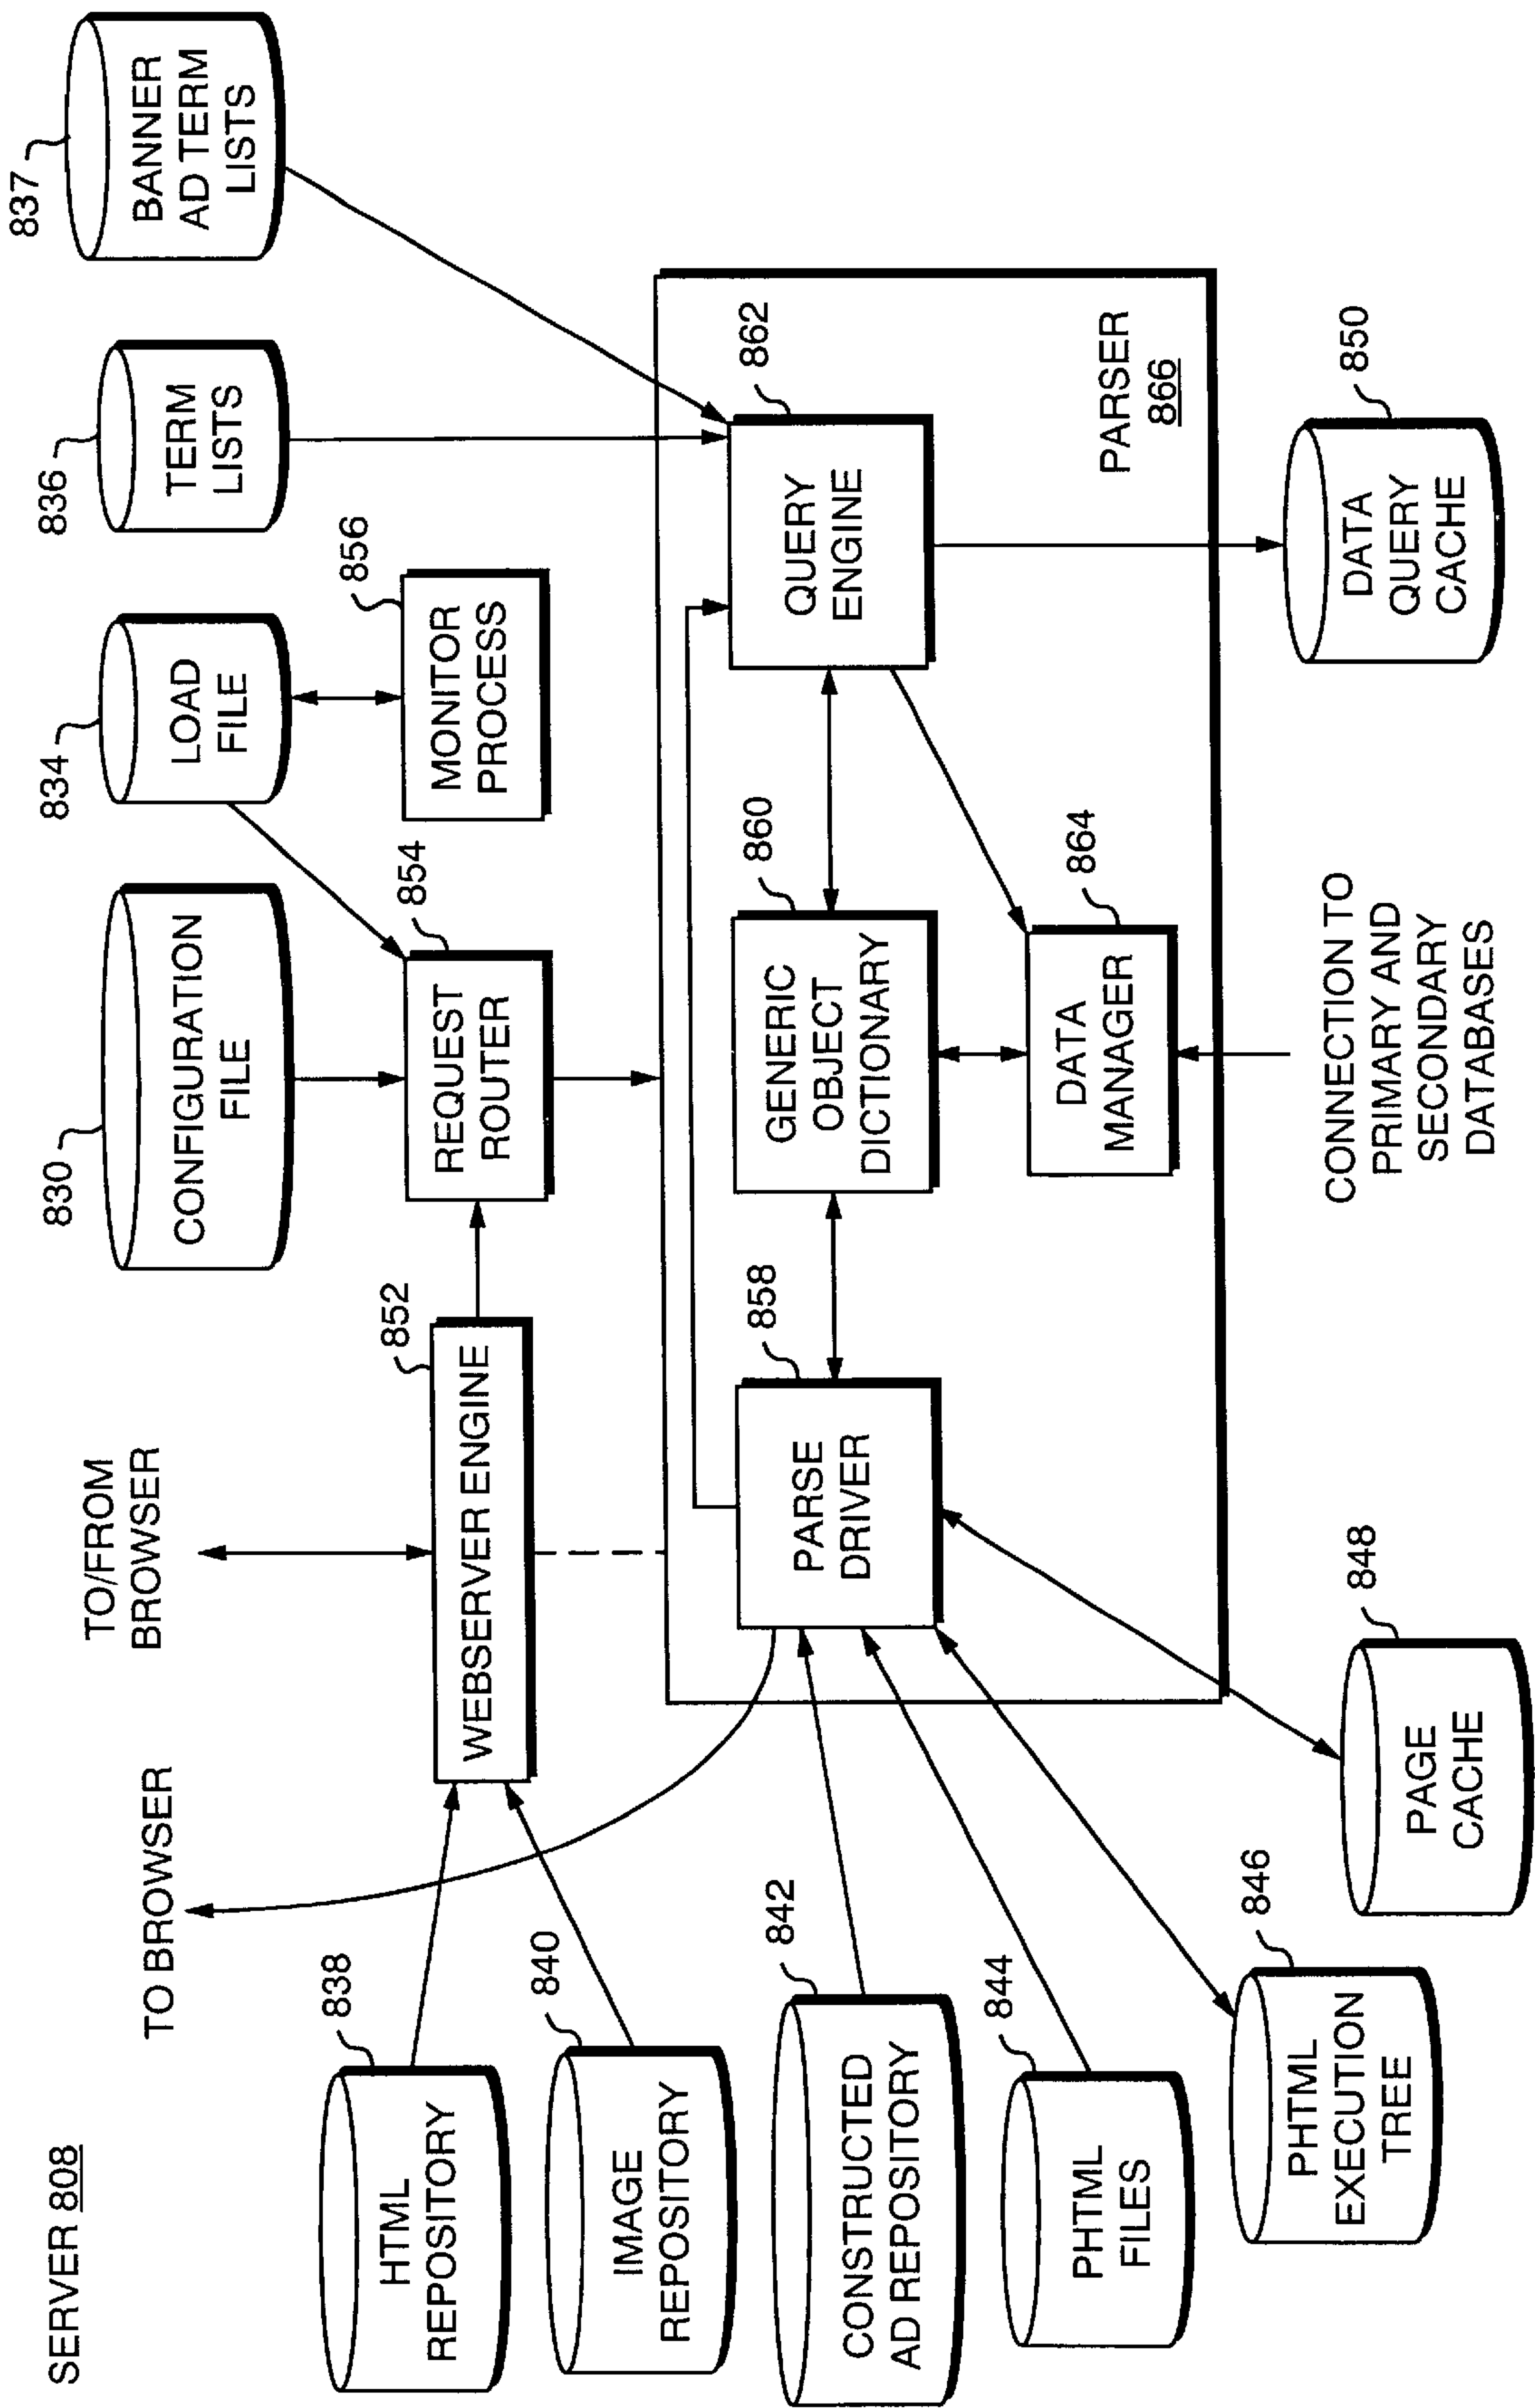 SERVER 808
TO BROWSER
TO/FROM
BROWSER
830
CONFIGURATION
FILE
834
LOAD
FILE
836
TERM
LISTS
837
BANNER
AD TERM
LISTS
838
HTML
REPOSITORY
852
WEBSERVER ENGINE
854
REQUEST
ROUTER
856
MONITOR
PROCESS
840
IMAGE
REPOSITORY
842
CONSTRUCTED
AD REPOSITORY
858
PARSE
DRIVER
860
GENERIC
OBJECT
DICTIONARY
862
QUERY
ENGINE
844
PHTML
FILES
864
DATA
MANAGER
PARSER
866
846
PHTML
EXECUTION
TREE
848
PAGE
CACHE
CONNECTION TO
PRIMARY AND
SECONDARY
DATABASES
850
DATA
QUERY
CACHE